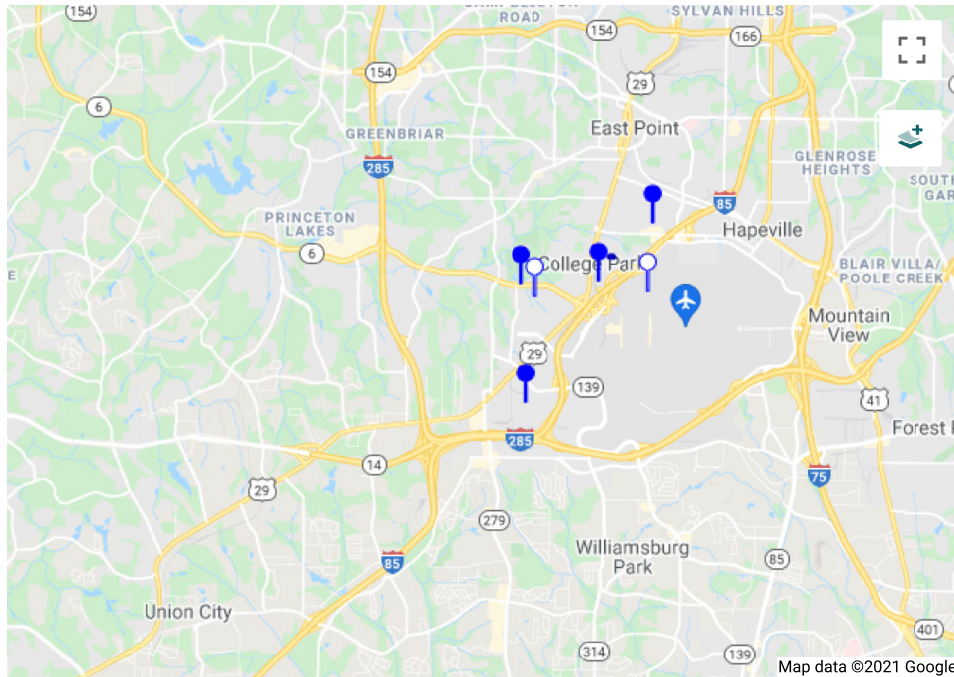 154
ROAD
SYLVAN HILLS
154
166
154
29
6
East Point
GREENBRIAR
285
GLENROSE
HEIGHTS
SOUTH
GAR
85
PRINCETON
LAKES
Hapeville
6
College Park
E
BLAIR VILLA/
POOLE CREEK
Mountain
View
29
139
41
Forest
285
14
75
29
279
Williamsburg
Park
85
85
Union City
401
314
139
Map data ©2021 Google